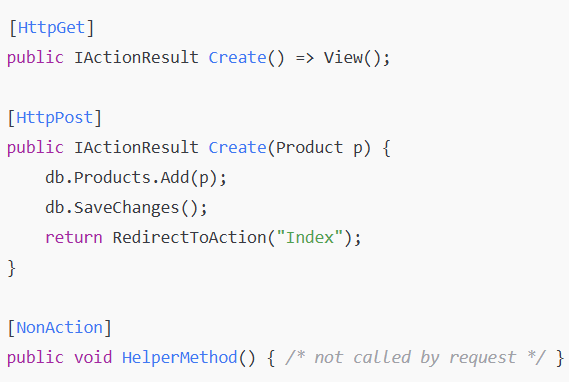 [HttpGet]
public IActionResult Create() => View();
[HttpPost]
public IActionResult Create(Product p) {
    db.Products.Add(p);
    db.SaveChanges();
    return RedirectToAction("Index");
}
[NonAction]
public void HelperMethod() { /* not called by request */ }